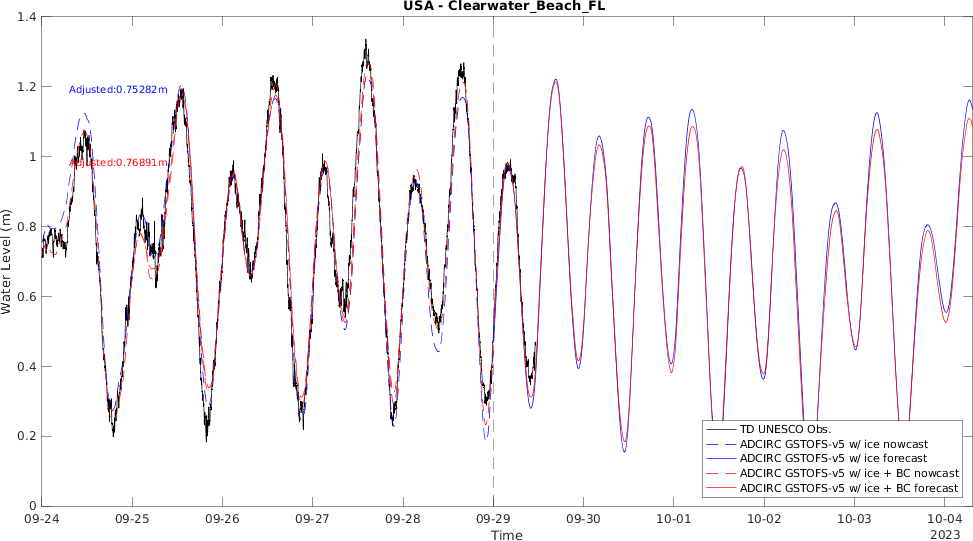 USA - Clearwater_Beach_FL
1.4
1.2
1
0.8
0.6
0.4
0.2
0
Water Level (m)
Adjusted:0.75282m
Adjusted:0.76891m
TD UNESCO Obs.
ADCIRC GSTOFS-v5 w/ ice nowcast
ADCIRC GSTOFS-v5 w/ ice forecast
ADCIRC GSTOFS-v5 w/ ice + BC nowcast
ADCIRC GSTOFS-v5 w/ ice + BC forecast
09-24 09-25 09-26 09-27 09-28 09-29 09-30 10-01 10-02 10-03 10-04
Time 2023